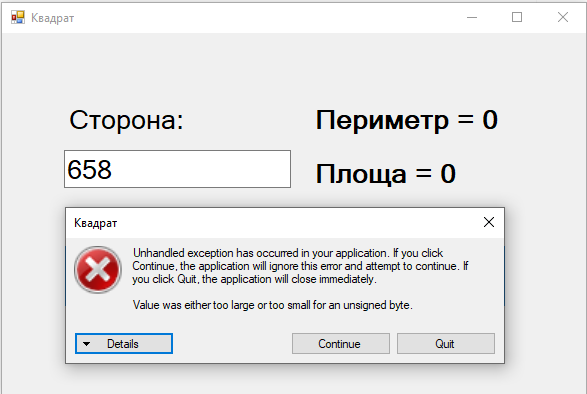 Квадрат
Сторона:
Периметр = 0
658
Площа = 0
Квадрат
Unhandled exception has occurred in your application. If you click
Continue, the application will ignore this error and attempt to continue. If
you click Quit, the application will close immediately.
Value was either too large or too small for an unsigned byte.
Details
Continue
Quit